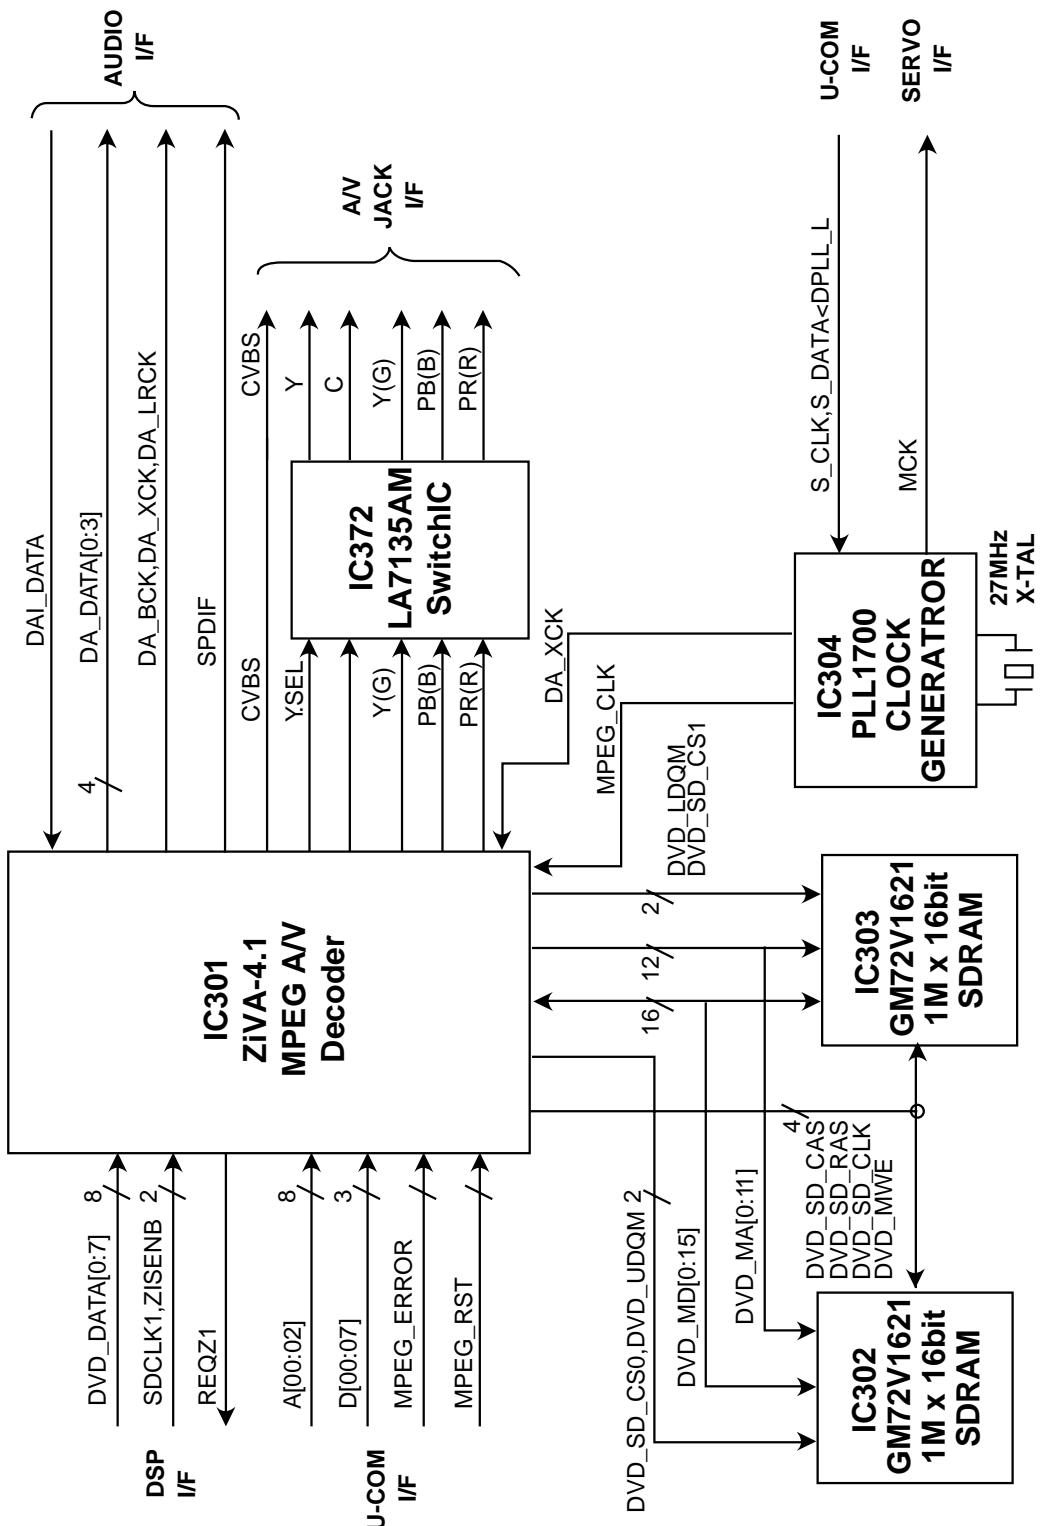 DSP
I/F
DVD_DATA[0:7]
8
SDCLK1,ZISENB
2
REQZ1
U-COM
I/F
A[00:02]
8
D[00:07]
3
MPEG_ERROR
MPEG_RST
IC301
ZiVA-4.1
MPEG A/V
Decoder
DAI_DATA
4
DA_DATA[0:3]
DA_BCK,DA_XCK,DA_LRCK
SPDIF
AUDIO
I/F
CVBS
CVBS
Y.SEL
Y
C
Y(G)
Y(G)
PB(B)
PB(B)
PR(R)
PR(R)
IC372
LA7135AM
SwitchIC
A/V
JACK
I/F
DA_XCK
MPEG_CLK
DVD_LDQM
DVD_SD_CS1
2
12
16
DVD_SD_CS0,DVD_UDQM 2
DVD_MD[0:15]
DVD_MA[0:11]
4
DVD_SD_CAS
DVD_SD_RAS
DVD_SD_CLK
DVD_MWE
IC302
GM72V1621
1M x 16bit
SDRAM
IC303
GM72V1621
1M x 16bit
SDRAM
IC304
PLL1700
CLOCK
GENERATROR
27MHz
X-TAL
S_CLK,S_DATA<DPLL_L
MCK
U-COM
I/F
SERVO
I/F